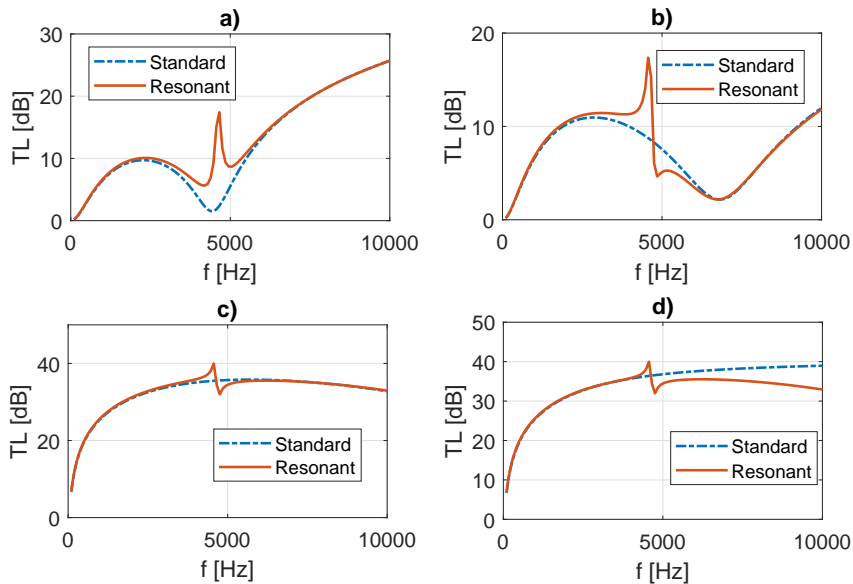 a)
30
20
10
0
TL [dB]
Standard
Resonant
0
5000
10000
f [Hz]
b)
20
10
0
TL [dB]
Standard
Resonant
0
5000
10000
f [Hz]
c)
40
20
0
TL [dB]
Standard
Resonant
0
5000
10000
f [Hz]
d)
50
40
30
20
10
0
TL [dB]
Standard
Resonant
0
5000
10000
f [Hz]